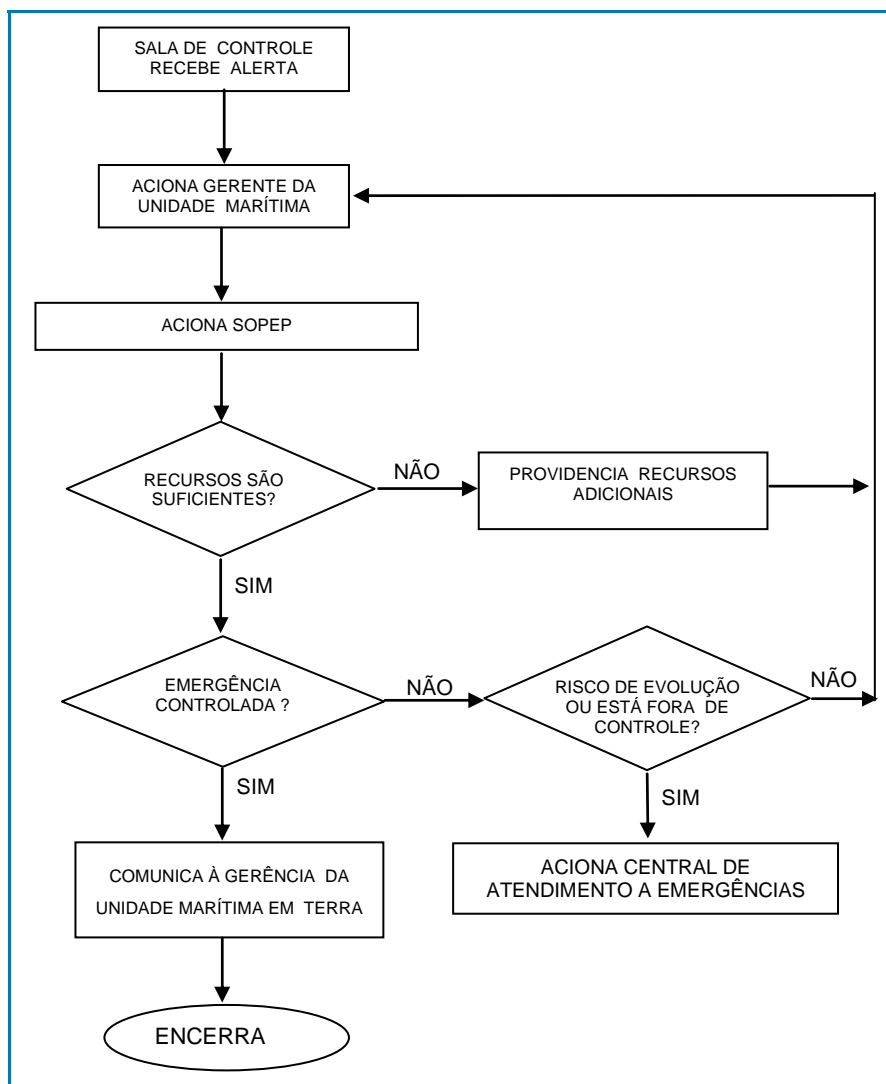 SALA DE CONTROLE
RECEBE ALERTA
ACIONA GERENTE DA
UNIDADE MARÍTIMA
ACIONA SOPEP
RECURSOS SÃO
SUFICIENTES?
NÃO
PROVIDENCIA RECURSOS
ADICIONAIS
SIM
EMERGÊNCIA
CONTROLADA ?
NÃO
RISCO DE EVOLUÇÃO
OU ESTÁ FORA DE
CONTROLE?
NÃO
SIM
SIM
COMUNICA À GERÊNCIA DA
UNIDADE MARÍTIMA EM TERRA
ACIONA CENTRAL DE
ATENDIMENTO A EMERGÊNCIAS
ENCERRA